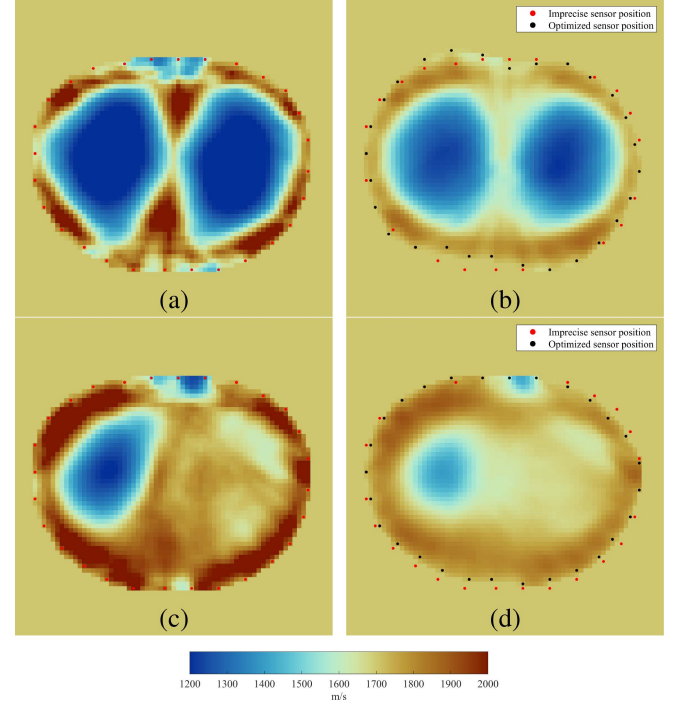 Imprecise sensor position
Optimized sensor position
(a)
(b)
Imprecise sensor position
Optimized sensor position
(c)
(d)
1200 1300 1400 1500 1600 1700 1800 1900 2000
m/s